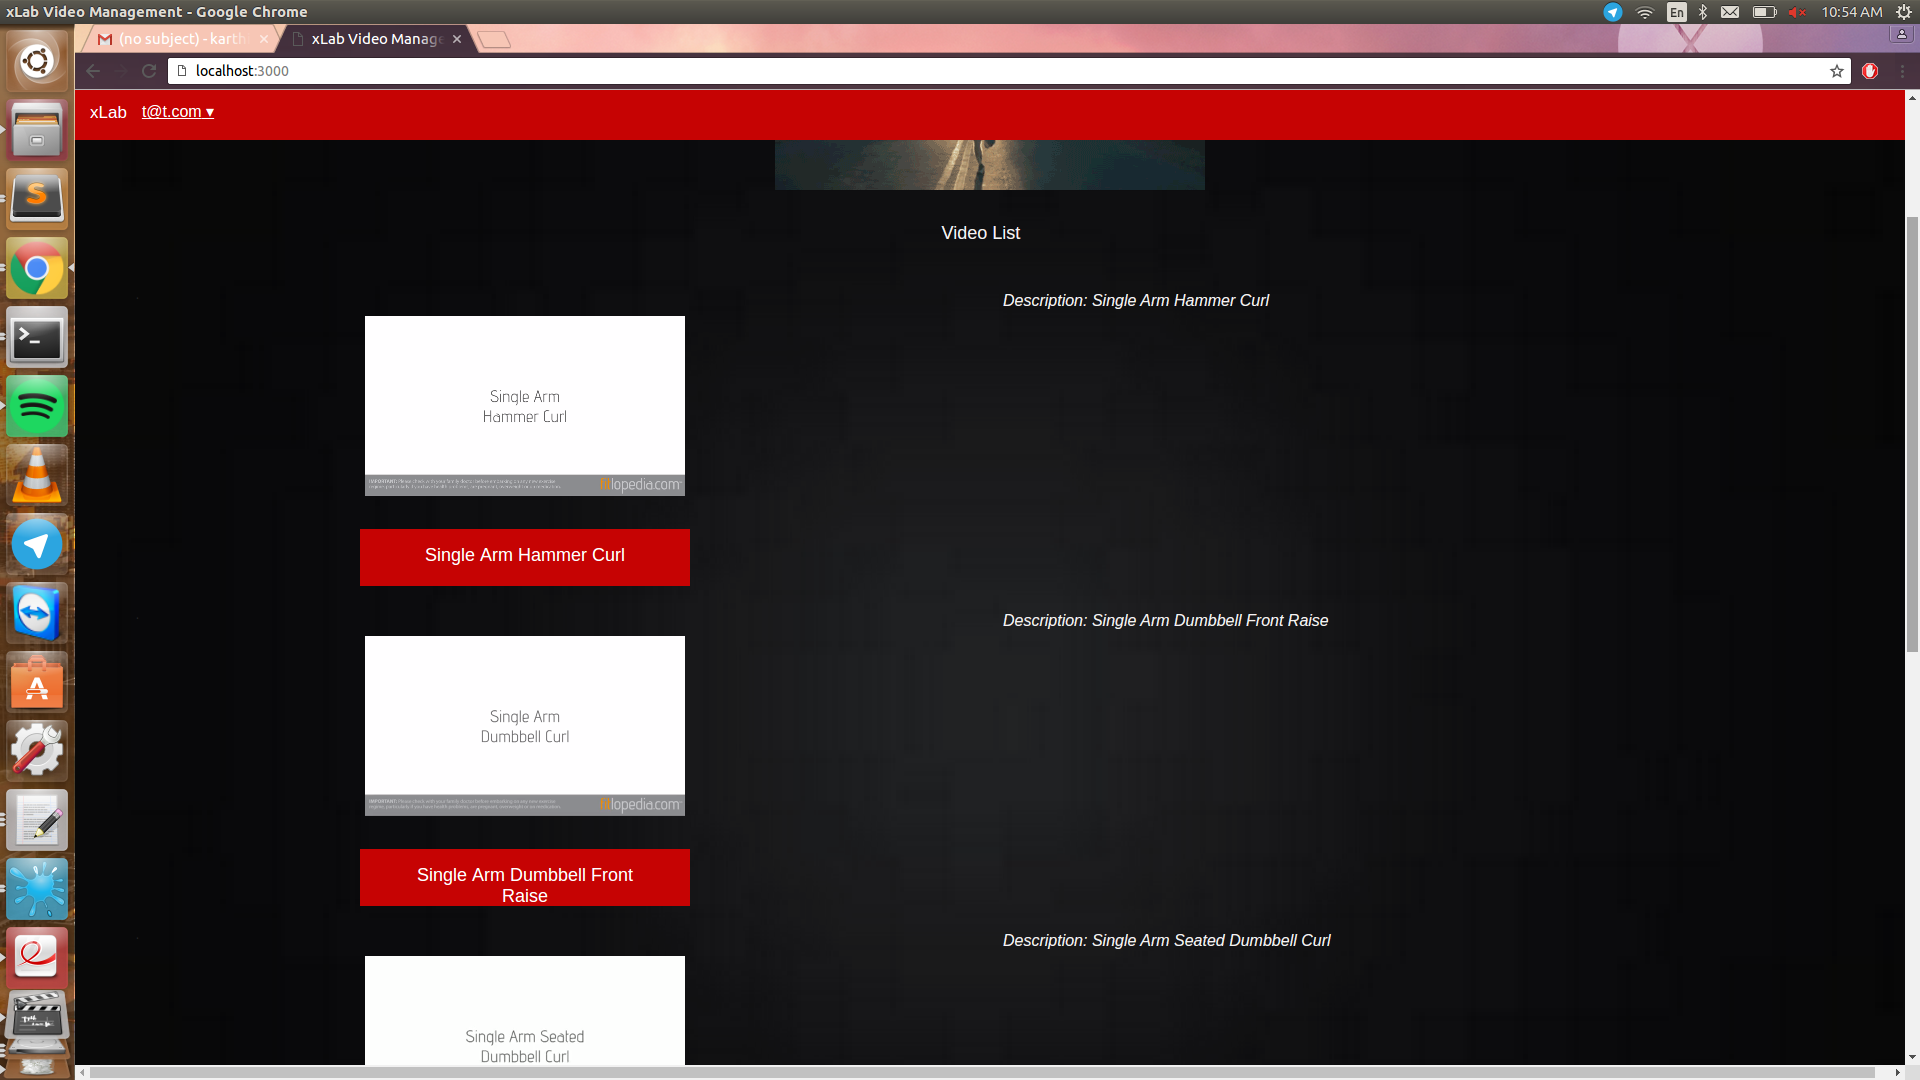 xLab Video Management - Google Chrome
En
10:54 AM
(no subject) - karth
xLab Video Manage
localhost:3000
xLab t@t.com ▾
Video List
Description: Single Arm Hammer Curl
Single Arm
Hammer Curl
fitlopedia.com
Single Arm Hammer Curl
Description: Single Arm Dumbbell Front Raise
Single Arm
Dumbbell Curl
fitlopedia.com
Single Arm Dumbbell Front
Raise
Description: Single Arm Seated Dumbbell Curl
Single Arm Seated
Dumbbell Curl